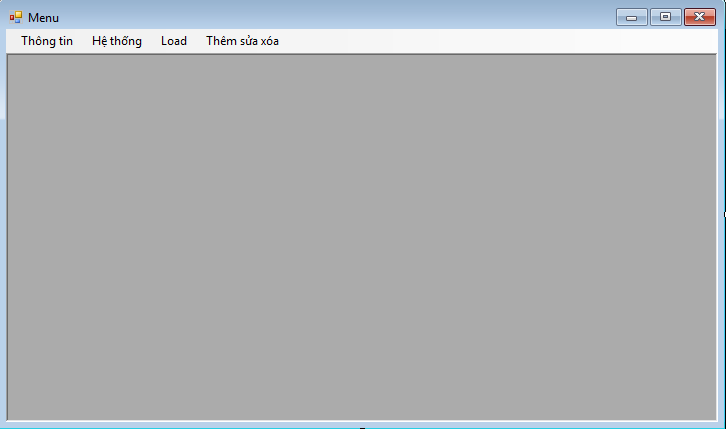 Menu
Thông tin Hệ thống Load Thêm sửa xóa